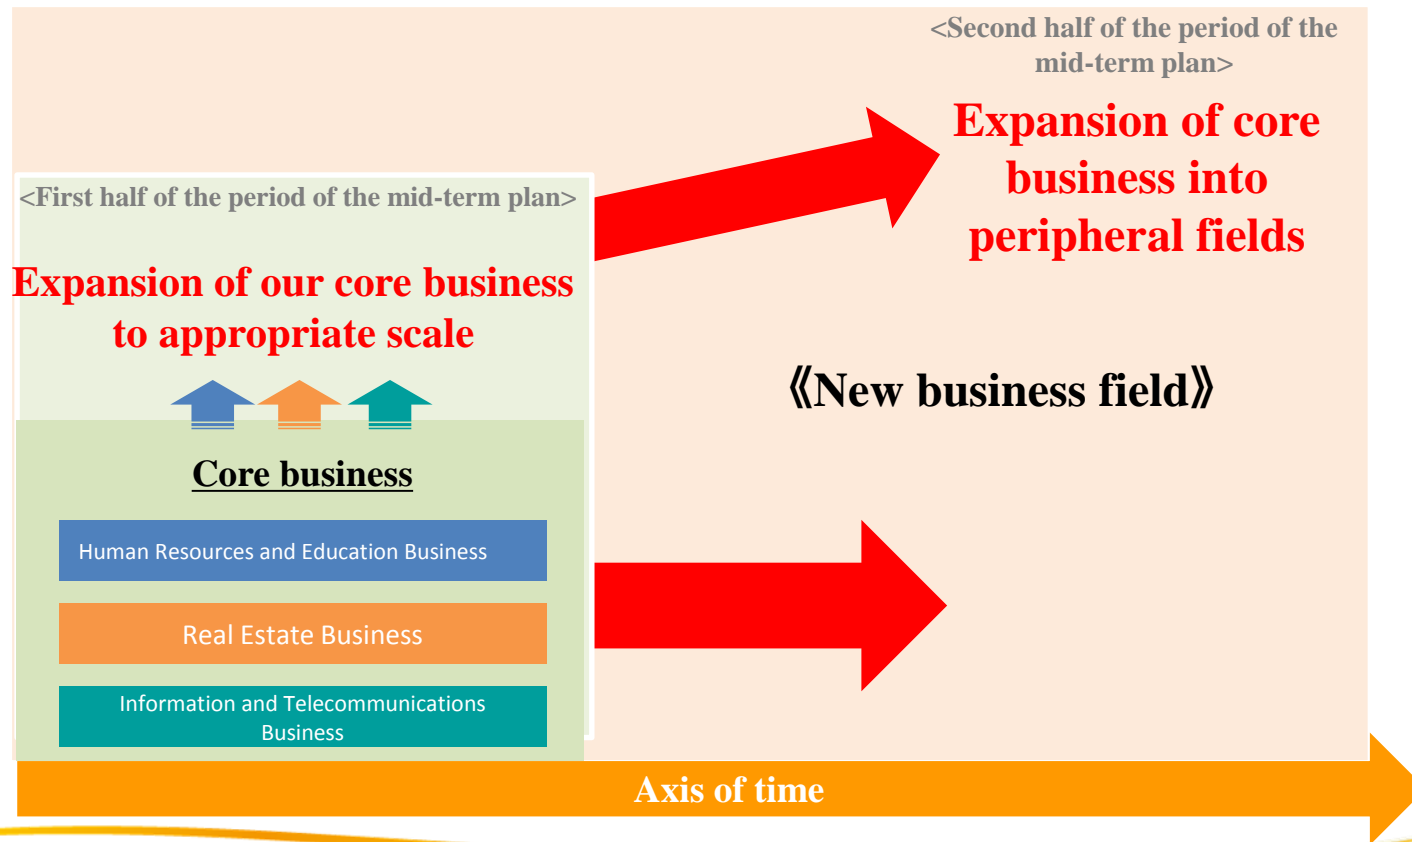 <Second half of the period of the
mid-term plan>
Expansion of core
business into
peripheral fields
<First half of the period of the mid-term plan>
Expansion of our core business
to appropriate scale
《New business field》
Core business
Human Resources and Education Business
Real Estate Business
Information and Telecommunications
Business
Axis of time